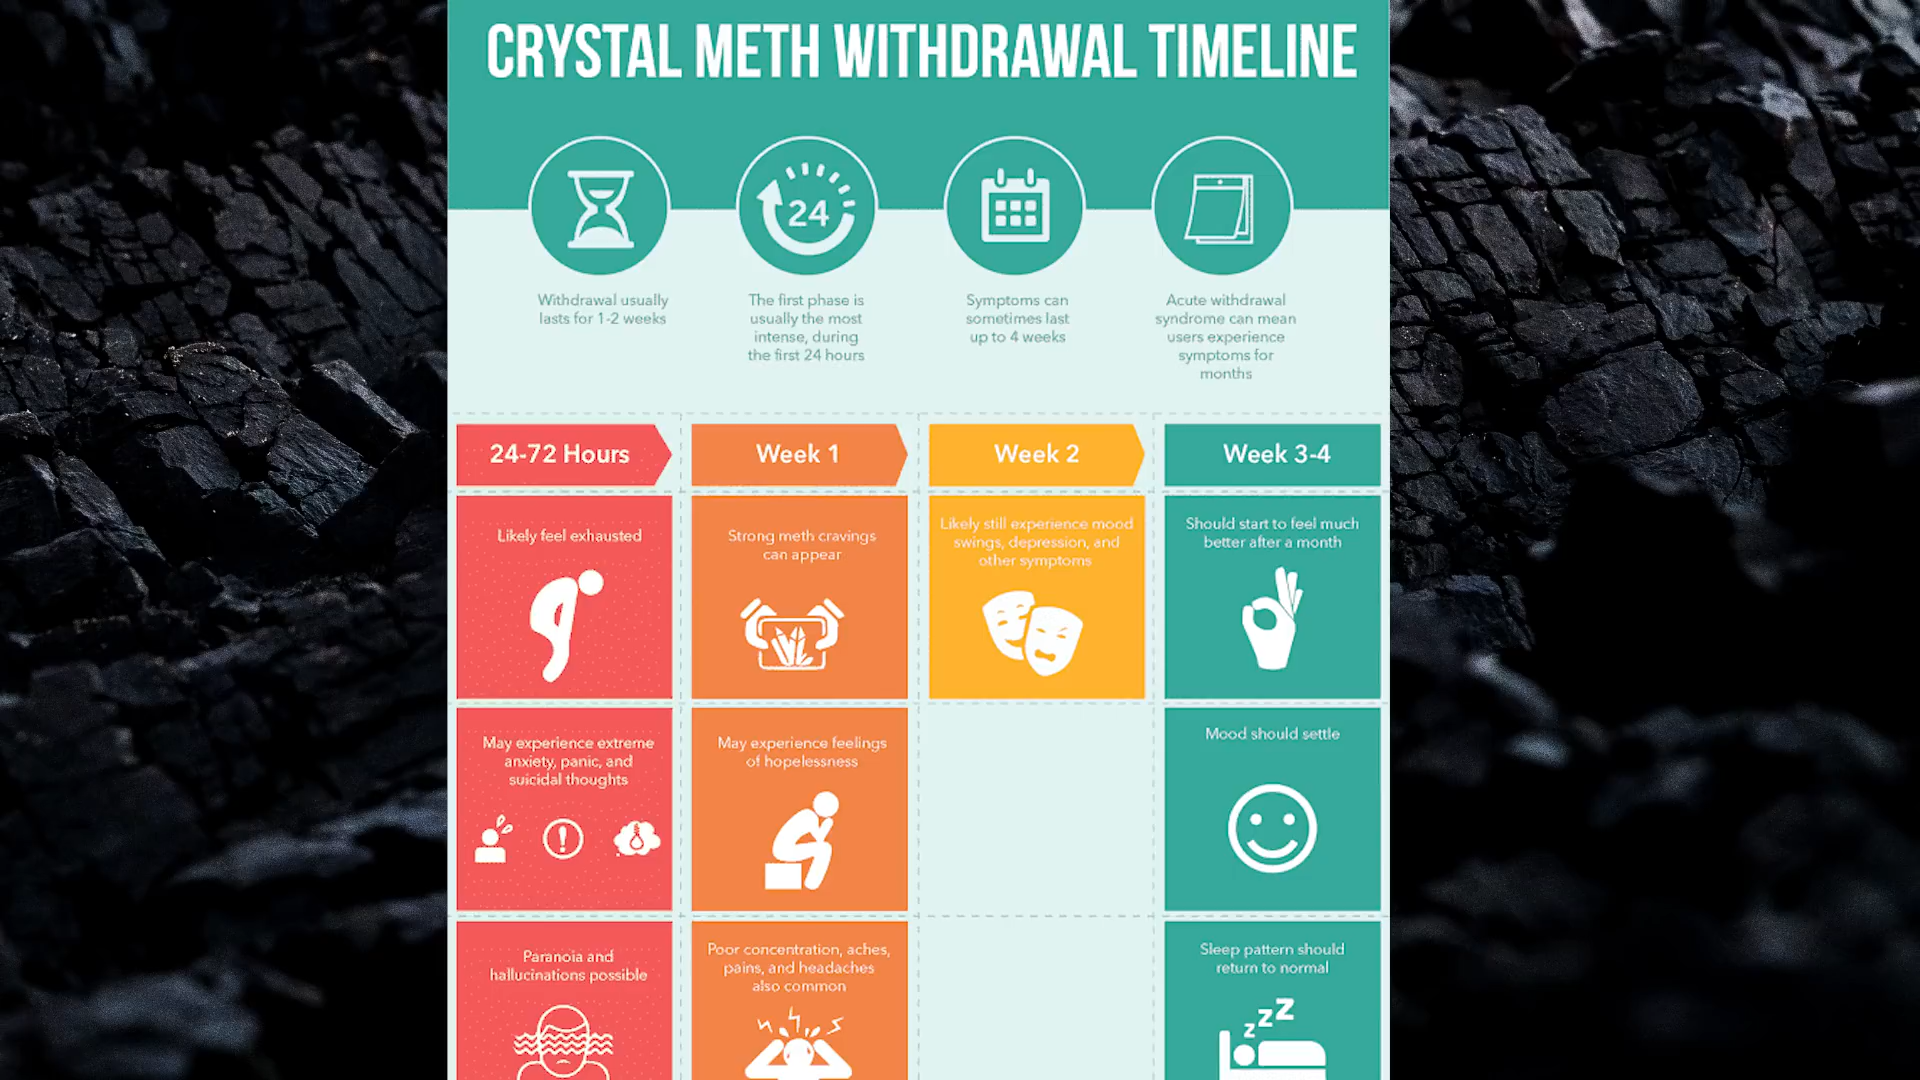 CRYSTAL METH WITHDRAWAL TIMELINE
24
Withdrawal usually
lasts for 1-2 weeks
The first phase is
usually the most
intense, during
the first 24 hours
Symptoms can
sometimes last
up to 4 weeks
Acute withdrawal
syndrome can mean
users experience
symptoms for
months
24-72 Hours
Week 1
Week 2
Week 3-4
Likely feel exhausted
Strong meth cravings
can appear
Likely still experience mood
swings, depression, and
other symptoms
Should start to feel much
better after a month
May experience extreme
anxiety, panic, and
suicidal thoughts
May experience feelings
of hopelessness
Mood should settle
Paranoia and
hallucinations possible
Poor concentration, aches,
pains, and headaches
also common
Sleep pattern should
return to normal
z z z z